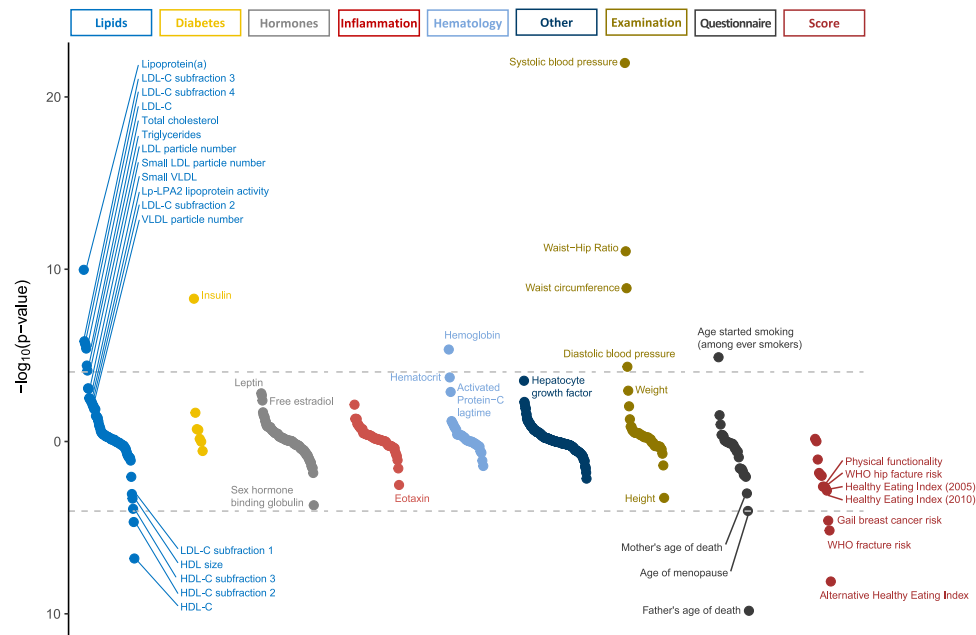 Lipids
Diabetes
Hormones
Inflammation
Hematology
Other
Examination
Questionnaire
Score
−log10(p−value)
20
10
0
10
Lipoprotein(a)
LDL-C subfraction 3
LDL-C subfraction 4
LDL-C
Total cholesterol
Triglycerides
LDL particle number
Small LDL particle number
Small VLDL
Lp-LPA2 lipoprotein activity
LDL-C subfraction 2
VLDL particle number
LDL-C subfraction 1
HDL size
HDL-C subfraction 3
HDL-C subfraction 2
HDL-C
Insulin
Leptin
Free estradiol
Sex hormone
binding globulin
Eotaxin
Hemoglobin
Hematocrit
Activated
Protein-C
lagtime
Hepatocyte
growth factor
Systolic blood pressure
Waist−Hip Ratio
Waist circumference
Diastolic blood pressure
Weight
Height
Age started smoking
(among ever smokers)
Mother's age of death
Age of menopause
Father's age of death
Physical functionality
WHO hip facture risk
Healthy Eating Index (2005)
Healthy Eating Index (2010)
Gail breast cancer risk
WHO fracture risk
Alternative Healthy Eating Index